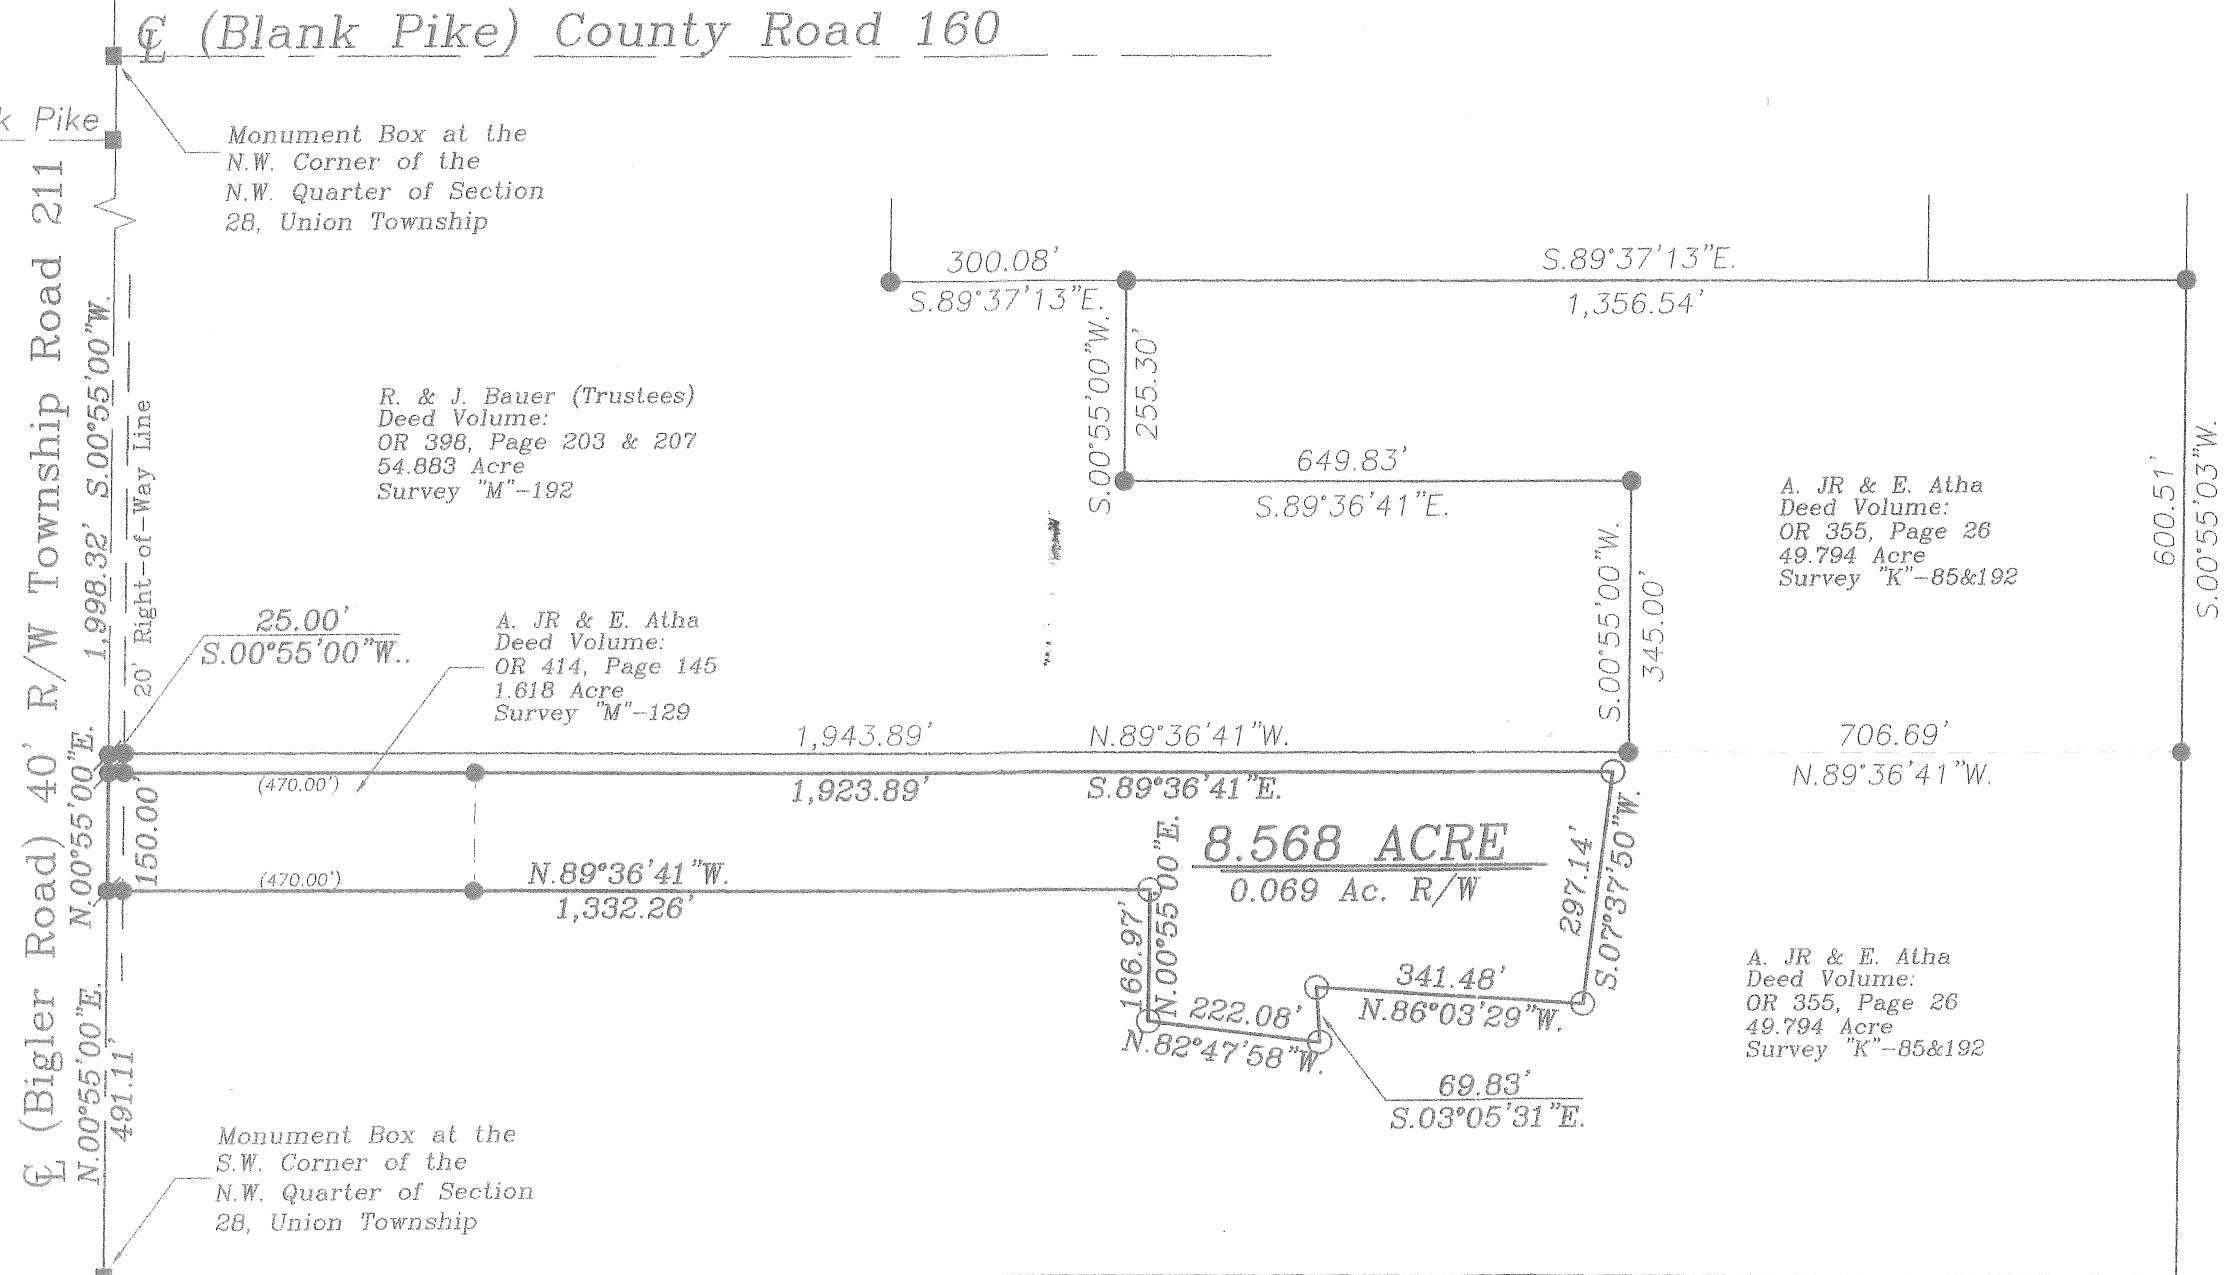 ℄ (Blank Pike) County Road 160
k Pike
Monument Box at the
N.W. Corner of the
N.W. Quarter of Section
28, Union Township
℄ (Bigler Road) 40' R/W Township Road 211
1,998.32' S.00°55'00"W.
20' Right-of-Way Line
300.08'
S.89°37'13"E.
S.89°37'13"E.
1,356.54'
S.00°55'00"W.
255.30'
R. & J. Bauer (Trustees)
Deed Volume:
OR 398, Page 203 & 207
54.883 Acre
Survey "M"-192
649.83'
S.89°36'41"E.
A. JR & E. Atha
Deed Volume:
OR 355, Page 26
49.794 Acre
Survey "K"-85&192
600.51'
S.00°55'03"W.
S.00°55'00"W.
345.00'
25.00'
S.00°55'00"W..
A. JR & E. Atha
Deed Volume:
OR 414, Page 145
1.618 Acre
Survey "M"-129
1,943.89'
N.89°36'41"W.
706.69'
N.89°36'41"W.
(470.00')
1,923.89'
S.89°36'41"E.
N.00°55'00"E.
150.00'
8.568 ACRE
0.069 Ac. R/W
(470.00')
N.89°36'41"W.
1,332.26'
166.97'
N.00°55'00"E.
297.14'
S.07°37'50"W.
341.48'
N.86°03'29"W.
222.08'
N.82°47'58"W.
69.83'
S.03°05'31"E.
A. JR & E. Atha
Deed Volume:
OR 355, Page 26
49.794 Acre
Survey "K"-85&192
N.00°55'00"E.
491.11'
Monument Box at the
S.W. Corner of the
N.W. Quarter of Section
28, Union Township